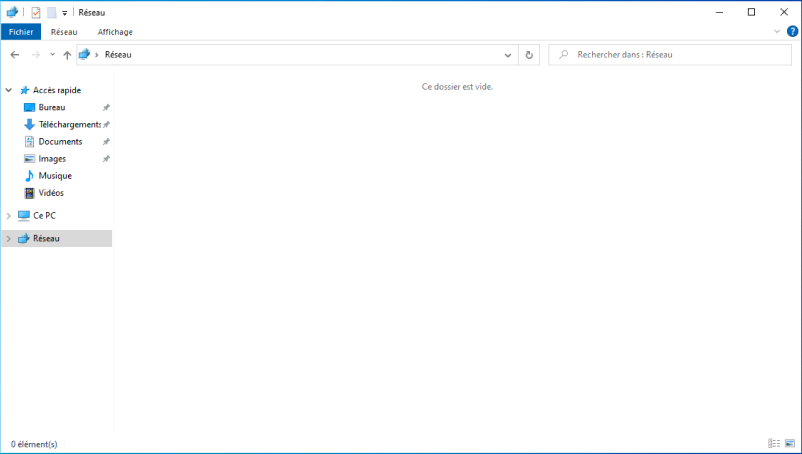 Réseau
Fichier Réseau Affichage
Réseau
Rechercher dans : Réseau
Ce dossier est vide.
Accès rapide
Bureau
Téléchargements
Documents
Images
Musique
Vidéos
Ce PC
Réseau
0 élément(s)